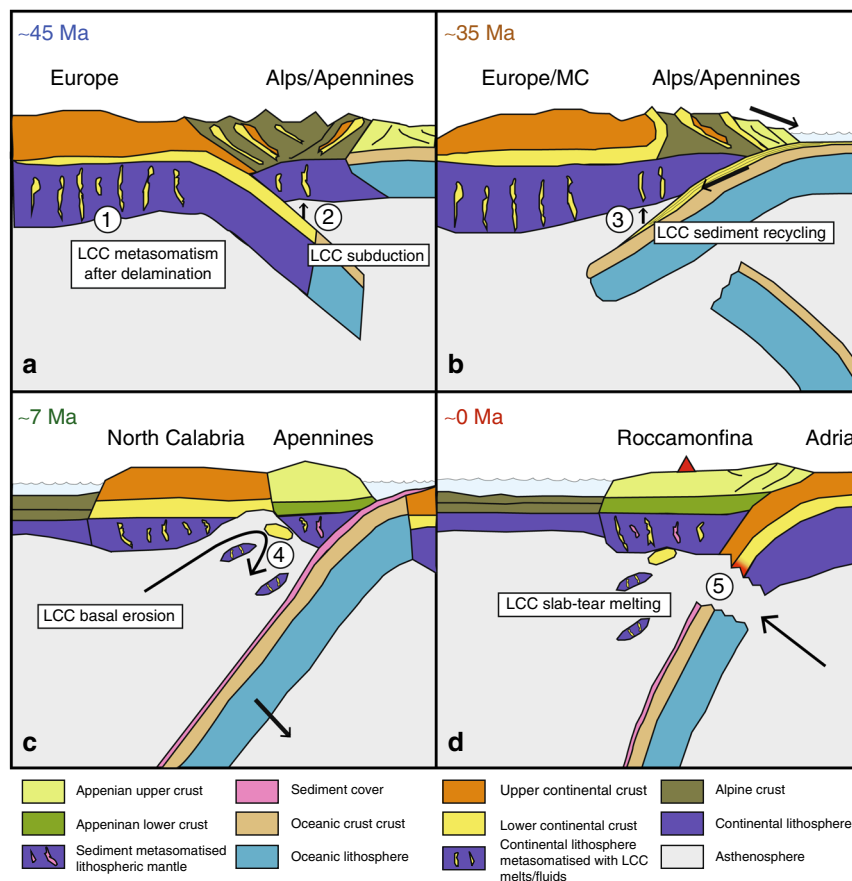 ~45 Ma
Europe
Alps/Apennines
1
2
LCC metasomatism
after delamination
LCC subduction
a
~35 Ma
Europe/MC
Alps/Apennines
3
LCC sediment recycling
b
~7 Ma
North Calabria
Apennines
4
LCC basal erosion
c
~0 Ma
Roccamonfina
Adria
5
LCC slab-tear melting
d
Appenian upper crust
Sediment cover
Upper continental crust
Alpine crust
Appeninan lower crust
Oceanic crust crust
Lower continental crust
Continental lithosphere
Sediment metasomatised
lithospheric mantle
Oceanic lithosphere
Continental lithosphere
metasomatised with LCC
melts/fluids
Asthenosphere